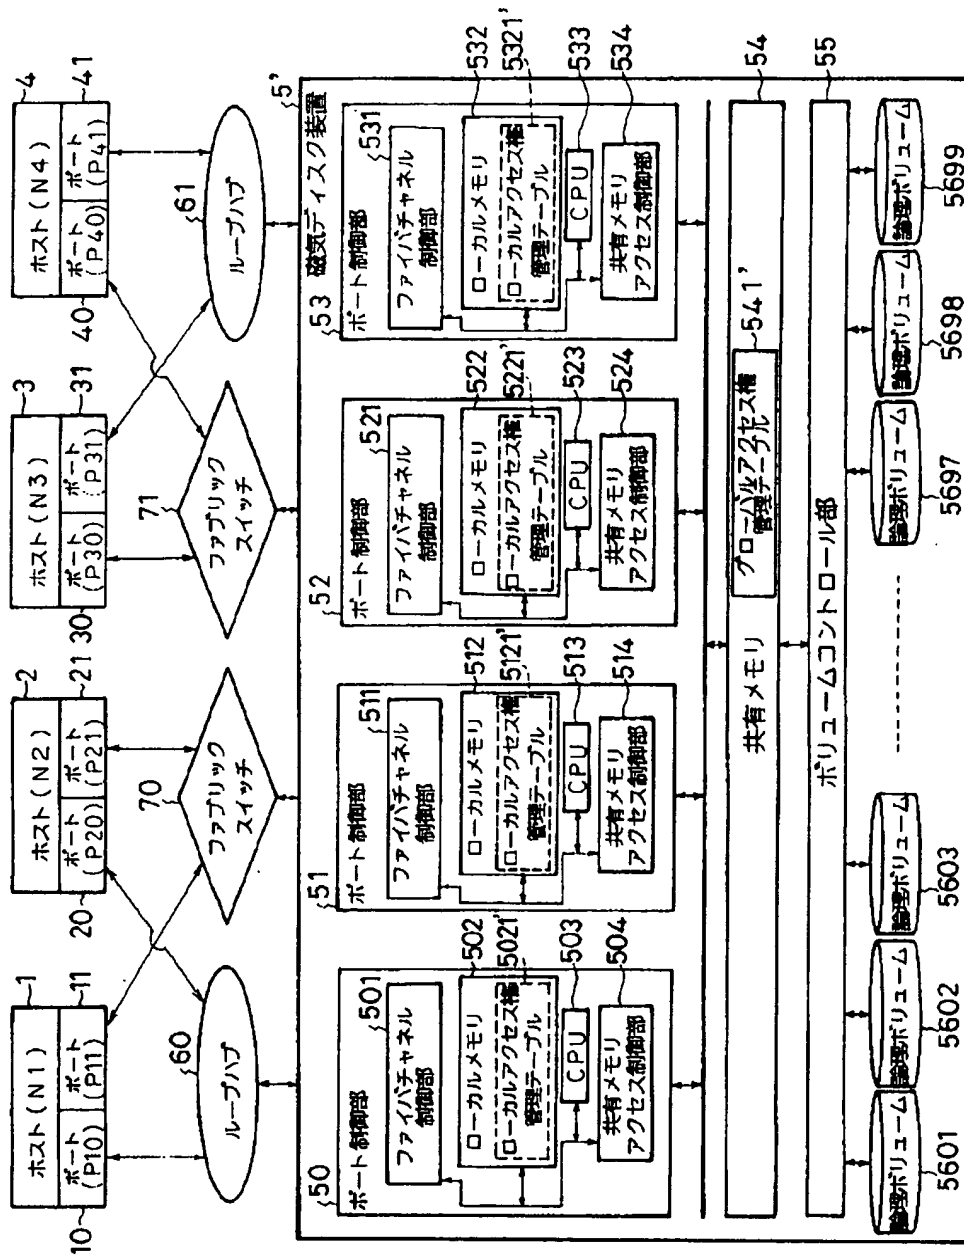 1
ホスト(N1)
ポート
(P10)
ポート
(P11)
10
11
2
ホスト(N2)
ポート
(P20)
ポート
(P21)
20
21
3
ホスト(N3)
ポート
(P30)
ポート
(P31)
30
31
4
ホスト(N4)
ポート
(P40)
ポート
(P41)
40
41
60
ループハブ
70
ファブリック
スイッチ
71
ファブリック
スイッチ
61
ループハブ
5'
磁気ディスク装置
50
ポート制御部
501
ファイバチャネル
制御部
502
ローカルメモリ
5021'
ローカルアクセス権
管理テーブル
503
CPU
504
共有メモリ
アクセス制御部
51
ポート制御部
511
ファイバチャネル
制御部
512
ローカルメモリ
5121'
ローカルアクセス権
管理テーブル
513
CPU
514
共有メモリ
アクセス制御部
52
ポート制御部
521
ファイバチャネル
制御部
522
ローカルメモリ
5221'
ローカルアクセス権
管理テーブル
523
CPU
524
共有メモリ
アクセス制御部
53
ポート制御部
531
ファイバチャネル
制御部
532
ローカルメモリ
5321'
ローカルアクセス権
管理テーブル
533
CPU
534
共有メモリ
アクセス制御部
共有メモリ
54
グローバルアクセス権
管理テーブル
541'
ボリュームコントロール部
55
論理ボリューム
論理ボリューム
論理ボリューム
論理ボリューム
論理ボリューム
論理ボリューム
5601
5602
5603
5697
5698
5699